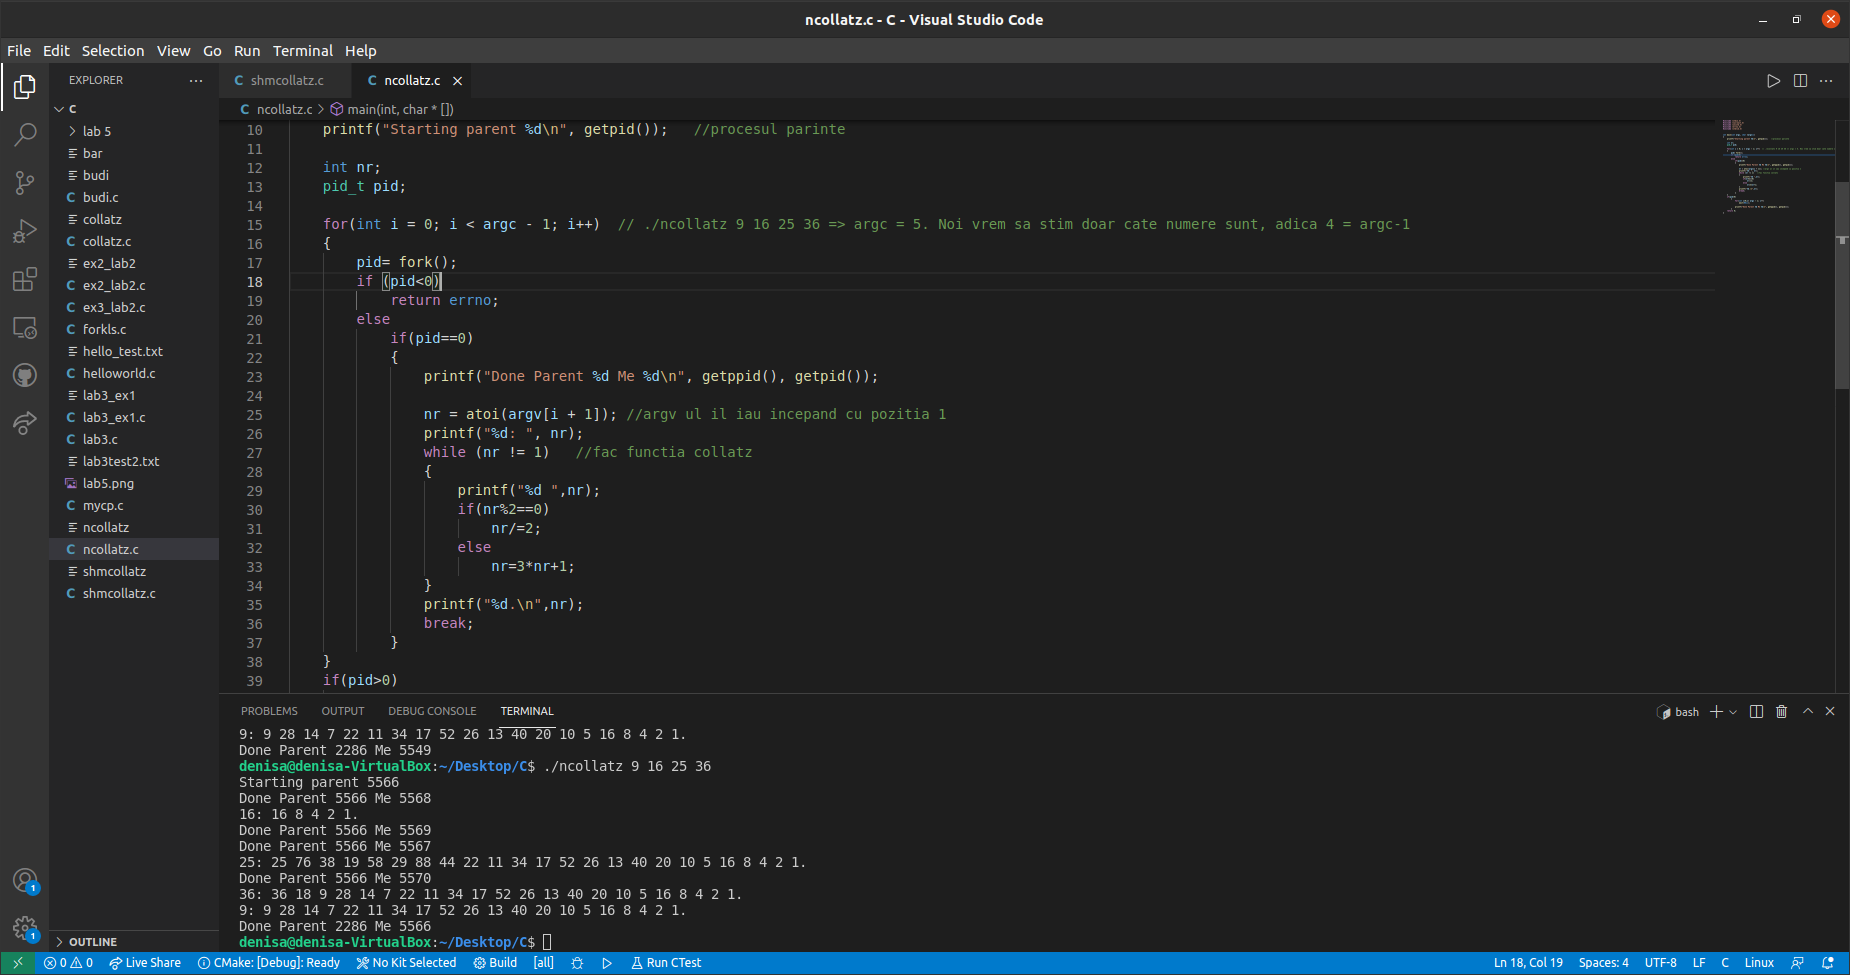 ncollatz.c - C - Visual Studio Code
File Edit Selection View Go Run Terminal Help
EXPLORER
C
lab 5
bar
budi
budi.c
collatz
collatz.c
ex2_lab2
ex2_lab2.c
ex3_lab2.c
forkls.c
hello_test.txt
helloworld.c
lab3_ex1
lab3_ex1.c
lab3.c
lab3test2.txt
lab5.png
mycp.c
ncollatz
ncollatz.c
shmcollatz
shmcollatz.c
OUTLINE
C shmcollatz.c C ncollatz.c
C ncollatz.c > main(int, char * [])
10 printf("Starting parent %d\n", getpid()); //procesul parinte
11
12 int nr;
13 pid_t pid;
14
15 for(int i = 0; i < argc - 1; i++) // ./ncollatz 9 16 25 36 => argc = 5. Noi vrem sa stim doar cate numere sunt, adica 4 = argc-1
16 {
17 pid= fork();
18 if (pid<0)
19 return errno;
20 else
21 if(pid==0)
22 {
23 printf("Done Parent %d Me %d\n", getppid(), getpid());
24
25 nr = atoi(argv[i + 1]); //argv ul il iau incepand cu pozitia 1
26 printf("%d: ", nr);
27 while (nr != 1) //fac functia collatz
28 {
29 printf("%d ",nr);
30 if(nr%2==0)
31 nr/=2;
32 else
33 nr=3*nr+1;
34 }
35 printf("%d.\n",nr);
36 break;
37 }
38 }
39 if(pid>0)
PROBLEMS OUTPUT DEBUG CONSOLE TERMINAL
bash
9: 9 28 14 7 22 11 34 17 52 26 13 40 20 10 5 16 8 4 2 1.
Done Parent 2286 Me 5549
denisa@denisa-VirtualBox:~/Desktop/C$ ./ncollatz 9 16 25 36
Starting parent 5566
Done Parent 5566 Me 5568
16: 16 8 4 2 1.
Done Parent 5566 Me 5569
Done Parent 5566 Me 5567
25: 25 76 38 19 58 29 88 44 22 11 34 17 52 26 13 40 20 10 5 16 8 4 2 1.
Done Parent 5566 Me 5570
36: 36 18 9 28 14 7 22 11 34 17 52 26 13 40 20 10 5 16 8 4 2 1.
9: 9 28 14 7 22 11 34 17 52 26 13 40 20 10 5 16 8 4 2 1.
Done Parent 2286 Me 5566
denisa@denisa-VirtualBox:~/Desktop/C$
1
1
0 0 Live Share CMake: [Debug]: Ready No Kit Selected Build [all] Run CTest Ln 18, Col 19 Spaces: 4 UTF-8 LF C Linux